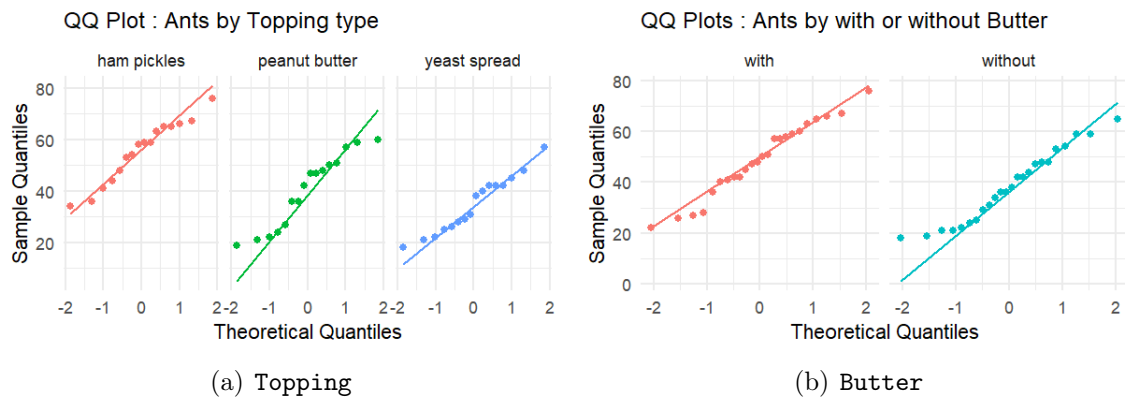 QQ Plot : Ants by Topping type
ham pickles peanut butter yeast spread
Sample Quantiles
80
60
40
20
-2 -1 0 1 2 -2 -1 0 1 2 -2 -1 0 1 2
Theoretical Quantiles
(a) Topping
QQ Plots : Ants by with or without Butter
with without
Sample Quantiles
80
60
40
20
0
-2 -1 0 1 2 -2 -1 0 1 2
Theoretical Quantiles
(b) Butter